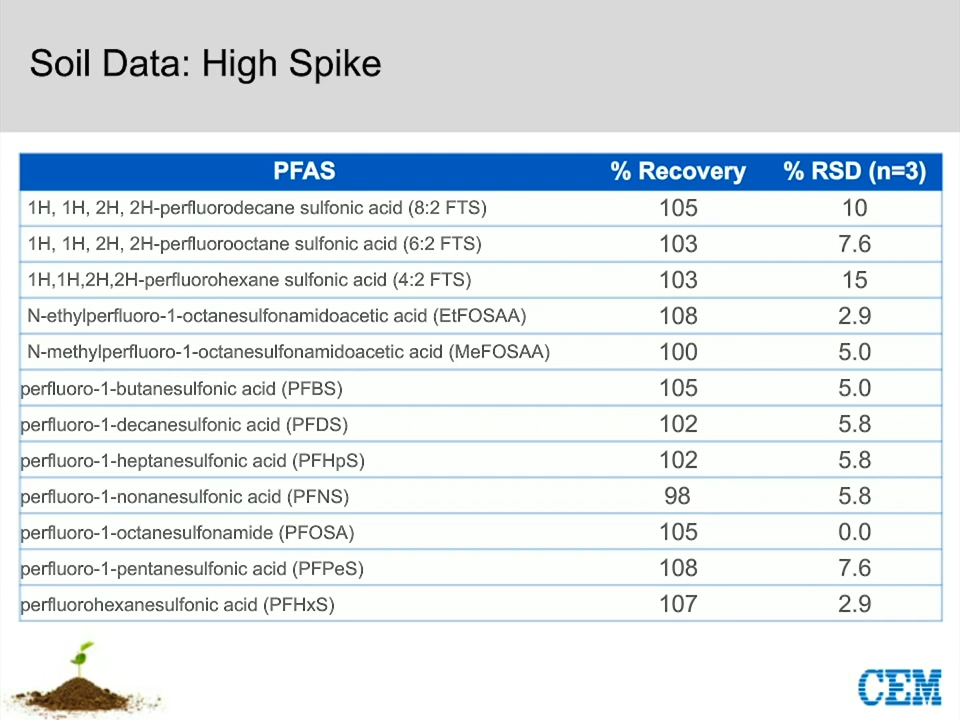 Soil Data: High Spike
PFAS % Recovery % RSD (n=3)
1H, 1H, 2H, 2H-perfluorodecane sulfonic acid (8:2 FTS) 105 10
1H, 1H, 2H, 2H-perfluorooctane sulfonic acid (6:2 FTS) 103 7.6
1H,1H,2H,2H-perfluorohexane sulfonic acid (4:2 FTS) 103 15
N-ethylperfluoro-1-octanesulfonamidoacetic acid (EtFOSAA) 108 2.9
N-methylperfluoro-1-octanesulfonamidoacetic acid (MeFOSAA) 100 5.0
perfluoro-1-butanesulfonic acid (PFBS) 105 5.0
perfluoro-1-decanesulfonic acid (PFDS) 102 5.8
perfluoro-1-heptanesulfonic acid (PFHpS) 102 5.8
perfluoro-1-nonanesulfonic acid (PFNS) 98 5.8
perfluoro-1-octanesulfonamide (PFOSA) 105 0.0
perfluoro-1-pentanesulfonic acid (PFPeS) 108 7.6
perfluorohexanesulfonic acid (PFHxS) 107 2.9
CEM